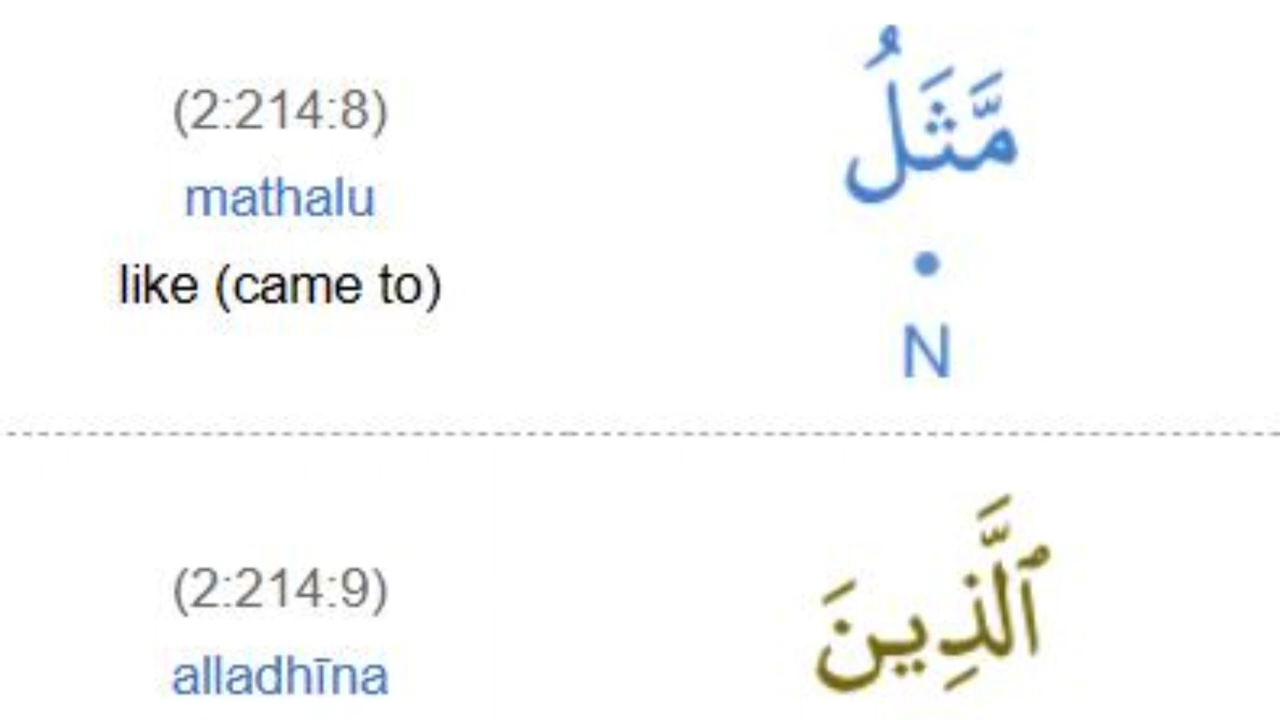 (2:214:8)
mathalu
like (came to)
مَّثَلُ
N
(2:214:9)
alladhīna
ٱلَّذِينَ